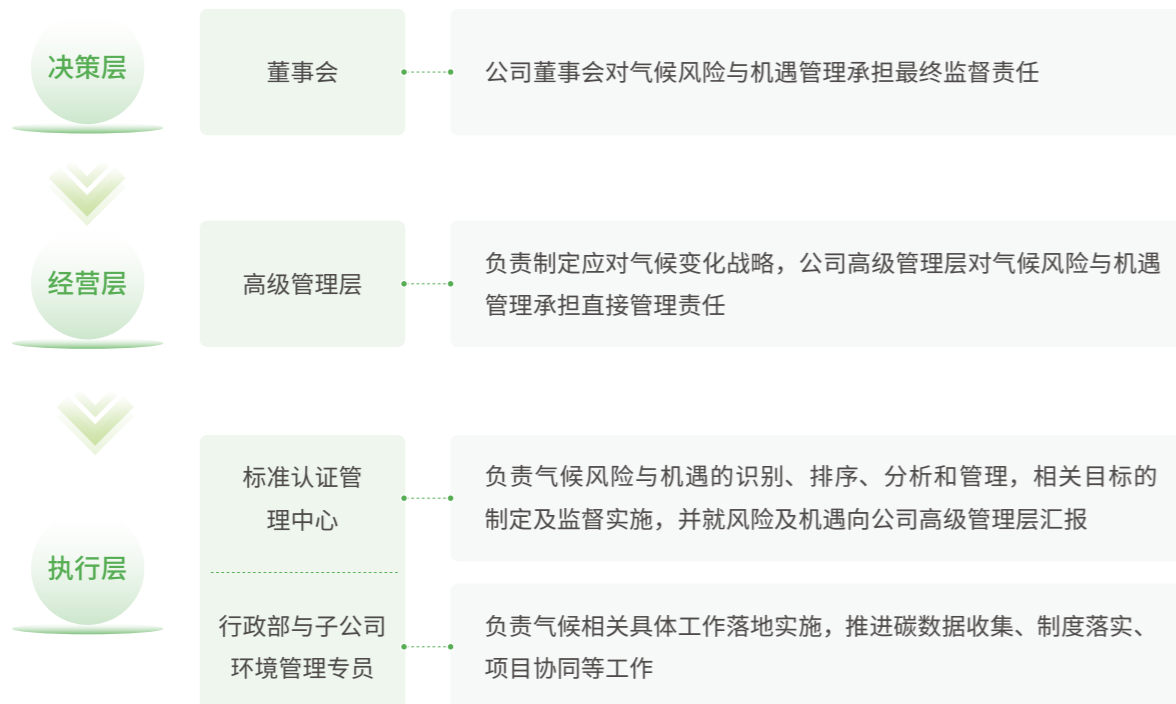 决策层
董事会
公司董事会对气候风险与机遇管理承担最终监督责任
经营层
高级管理层
负责制定应对气候变化战略，公司高级管理层对气候风险与机遇
管理承担直接管理责任
执行层
标准认证管
理中心
负责气候风险与机遇的识别、排序、分析和管理，相关目标的
制定及监督实施，并就风险及机遇向公司高级管理层汇报
行政部与子公司
环境管理专员
负责气候相关具体工作落地实施，推进碳数据收集、制度落实、
项目协同等工作